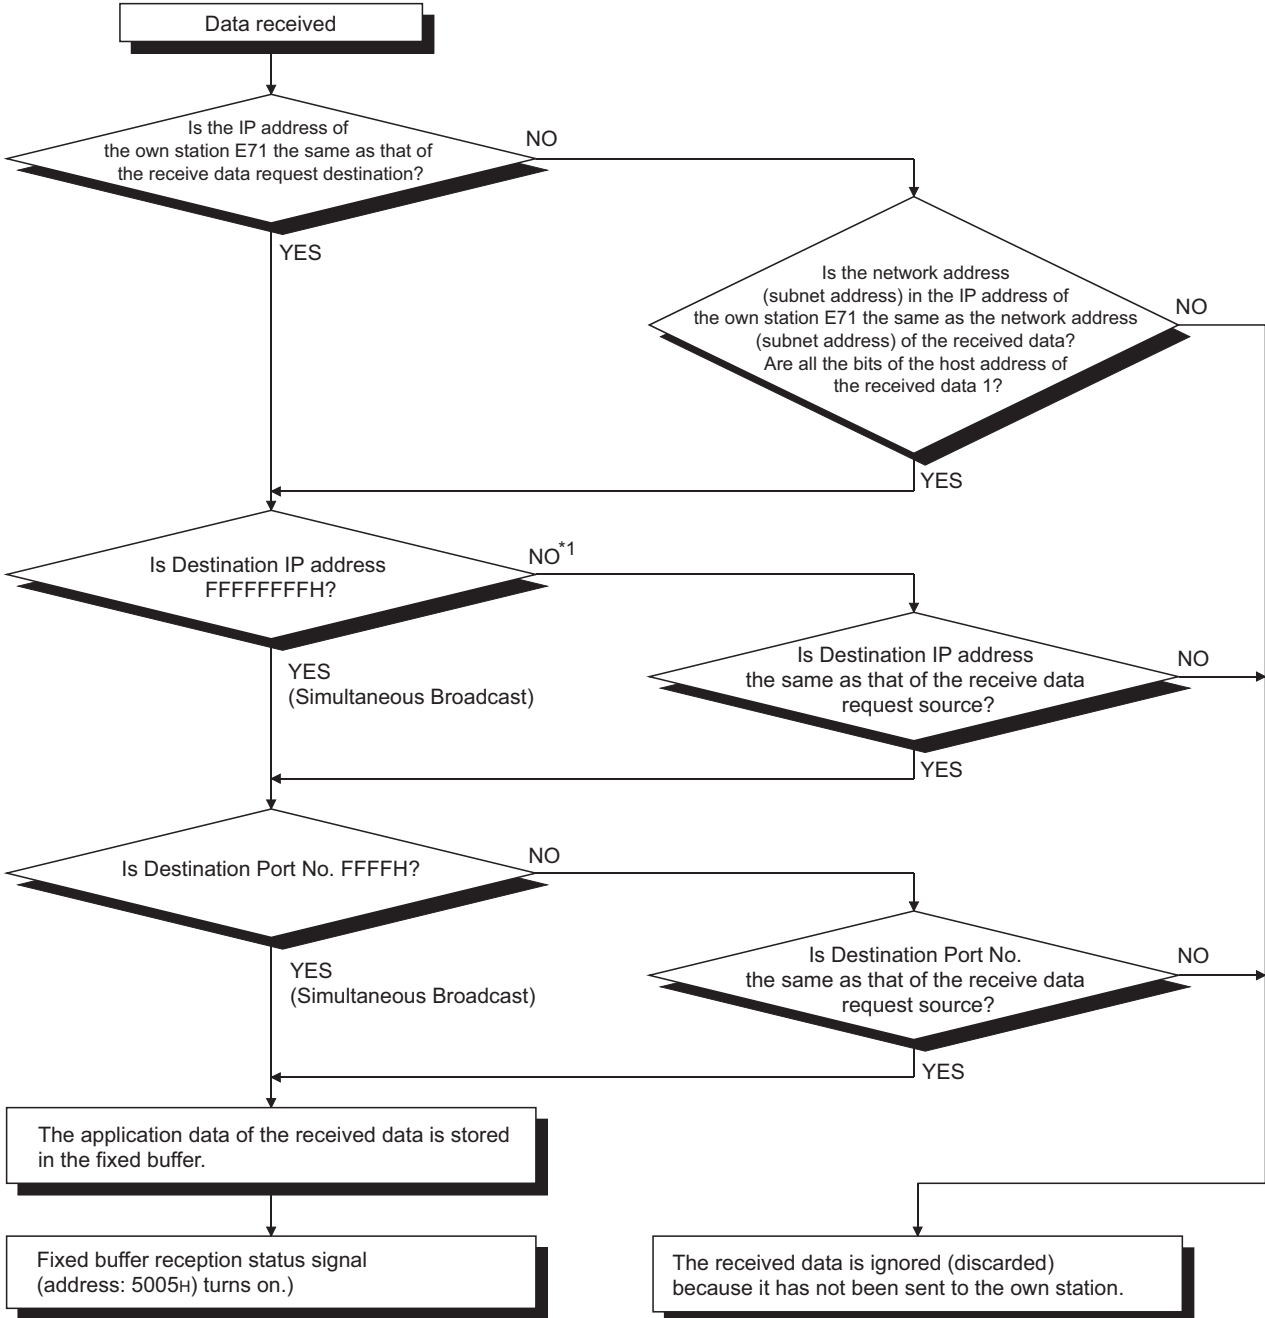 Data received
Is the IP address of
the own station E71 the same as that of
the receive data request destination?
NO
YES
Is the network address
(subnet address) in the IP address of
the own station E71 the same as the network address
(subnet address) of the received data?
Are all the bits of the host address of
the received data 1?
NO
YES
Is Destination IP address
FFFFFFFFH?
NO*1
YES
(Simultaneous Broadcast)
Is Destination IP address
the same as that of the receive data
request source?
NO
YES
Is Destination Port No. FFFFH?
NO
YES
(Simultaneous Broadcast)
Is Destination Port No.
the same as that of the receive data
request source?
NO
YES
The application data of the received data is stored
in the fixed buffer.
Fixed buffer reception status signal
(address: 5005H) turns on.)
The received data is ignored (discarded)
because it has not been sent to the own station.